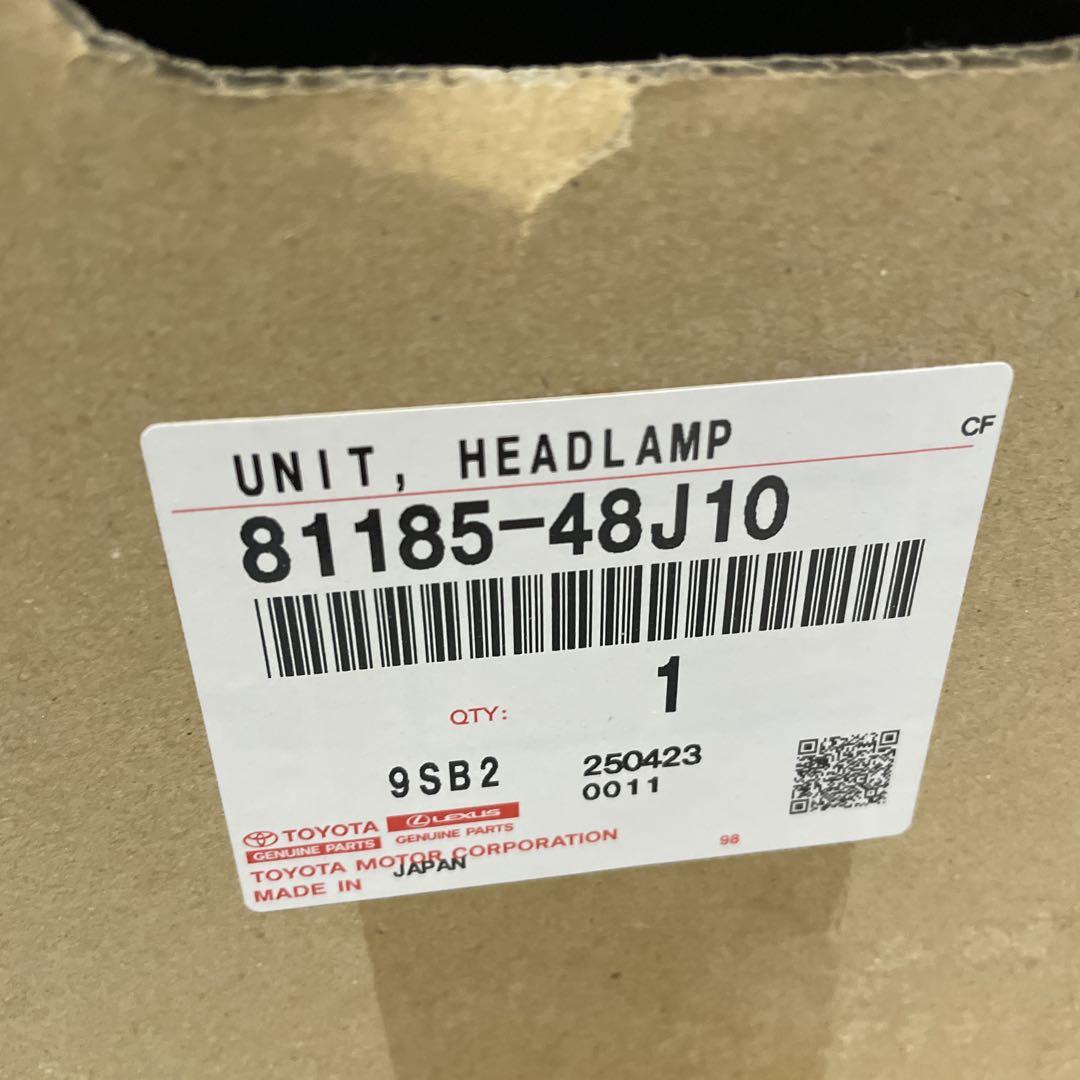 UNIT, HEADLAMP
CF
81185-48J10
QTY: 1
9SB2 250423
0011
TOYOTA LEXUS
GENUINE PARTS GENUINE PARTS
TOYOTA MOTOR CORPORATION 98
MADE IN JAPAN